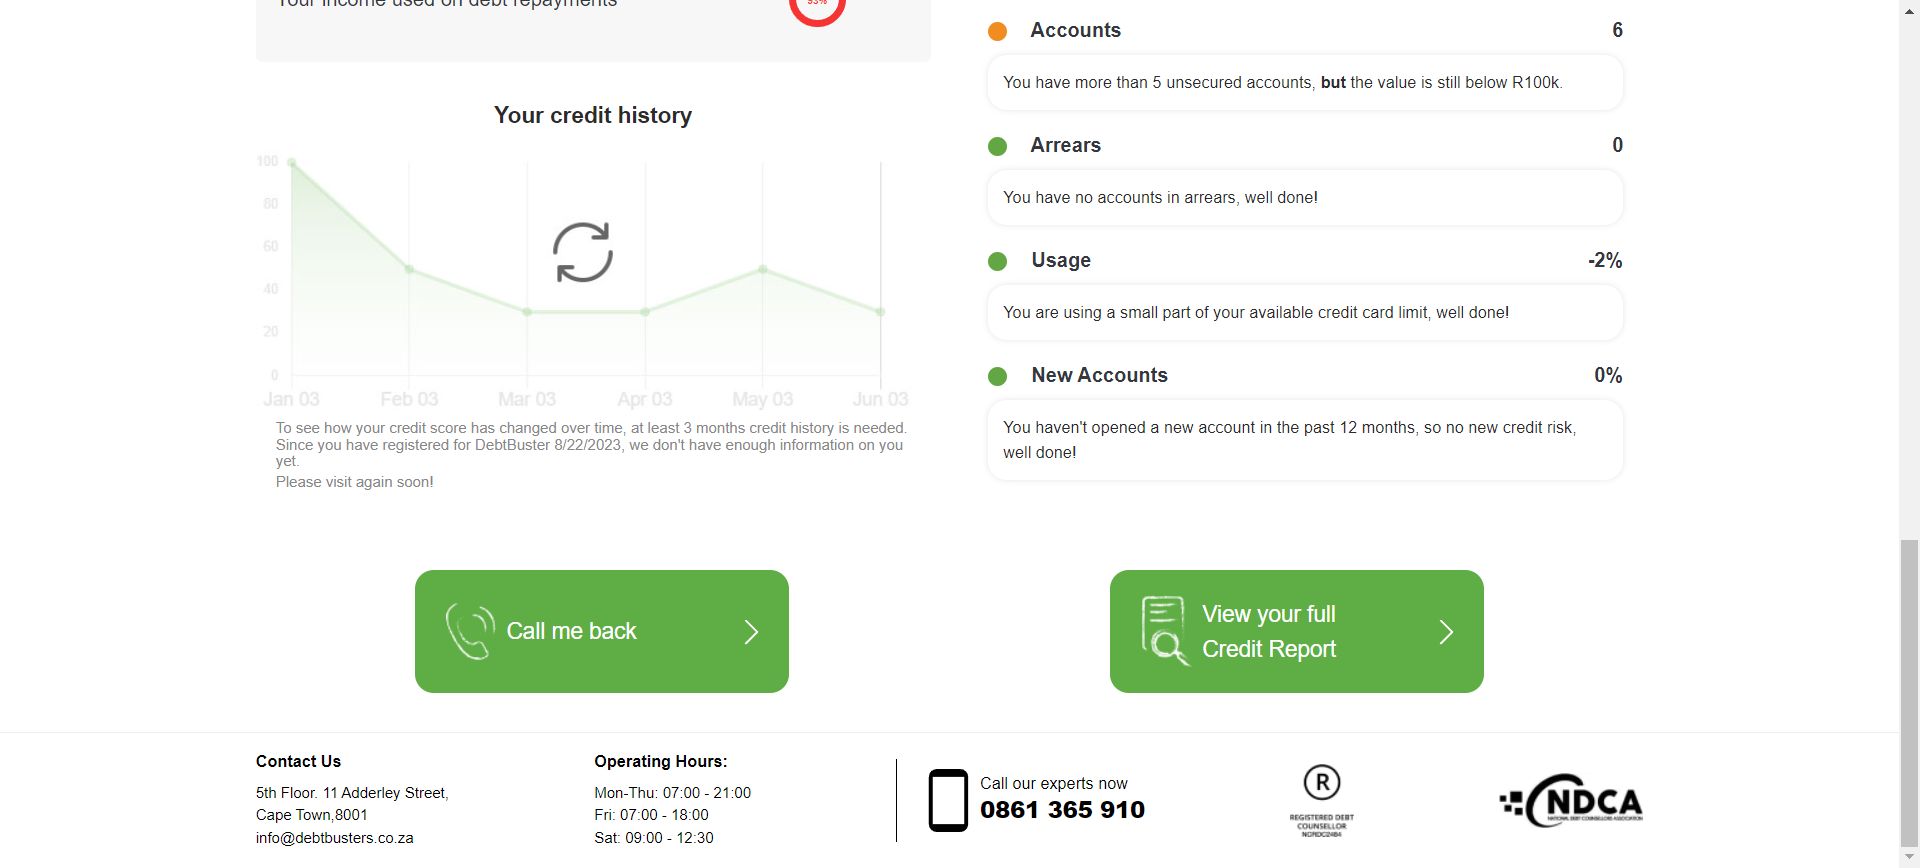 Your income used on debt repayments
93%
Your credit history
100
80
60
40
20
0
Jan 03 Feb 03 Mar 03 Apr 03 May 03 Jun 03
To see how your credit score has changed over time, at least 3 months credit history is needed.
Since you have registered for DebtBuster 8/22/2023, we don't have enough information on you
yet.
Please visit again soon!
Accounts 6
You have more than 5 unsecured accounts, but the value is still below R100k.
Arrears 0
You have no accounts in arrears, well done!
Usage -2%
You are using a small part of your available credit card limit, well done!
New Accounts 0%
You haven't opened a new account in the past 12 months, so no new credit risk,
well done!
Call me back
View your full
Credit Report
Contact Us
5th Floor. 11 Adderley Street,
Cape Town,8001
info@debtbusters.co.za
Operating Hours:
Mon-Thu: 07:00 - 21:00
Fri: 07:00 - 18:00
Sat: 09:00 - 12:30
Call our experts now
0861 365 910
R
REGISTERED DEBT
COUNSELLOR
NCRDC2484
NDCA
NATIONAL DEBT COUNSELLORS ASSOCIATION